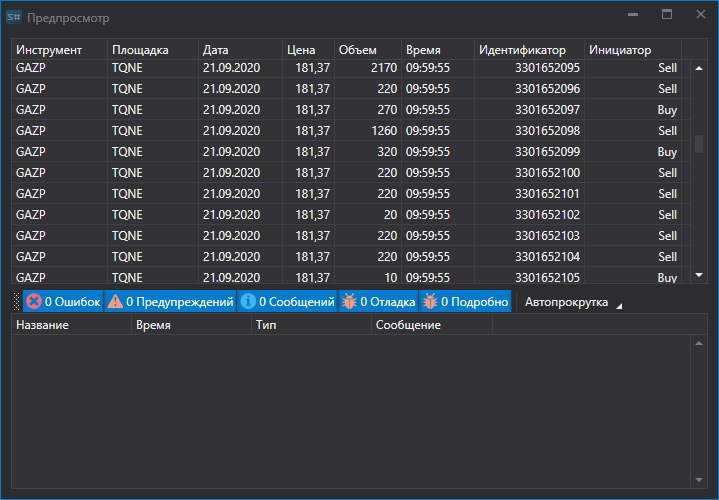 S# Предпросмотр
Инструмент Площадка Дата Цена Объем Время Идентификатор Инициатор
GAZP TQNE 21.09.2020 181,37 2170 09:59:55 3301652095 Sell
GAZP TQNE 21.09.2020 181,37 220 09:59:55 3301652096 Sell
GAZP TQNE 21.09.2020 181,37 270 09:59:55 3301652097 Buy
GAZP TQNE 21.09.2020 181,37 1260 09:59:55 3301652098 Sell
GAZP TQNE 21.09.2020 181,37 320 09:59:55 3301652099 Buy
GAZP TQNE 21.09.2020 181,37 220 09:59:55 3301652100 Sell
GAZP TQNE 21.09.2020 181,37 220 09:59:55 3301652101 Sell
GAZP TQNE 21.09.2020 181,37 20 09:59:55 3301652102 Sell
GAZP TQNE 21.09.2020 181,37 220 09:59:55 3301652103 Sell
GAZP TQNE 21.09.2020 181,37 220 09:59:55 3301652104 Sell
GAZP TQNE 21.09.2020 181,37 10 09:59:55 3301652105 Buy
0 Ошибок 0 Предупреждений 0 Сообщений 0 Отладка 0 Подробно Автопрокрутка
Название Время Тип Сообщение